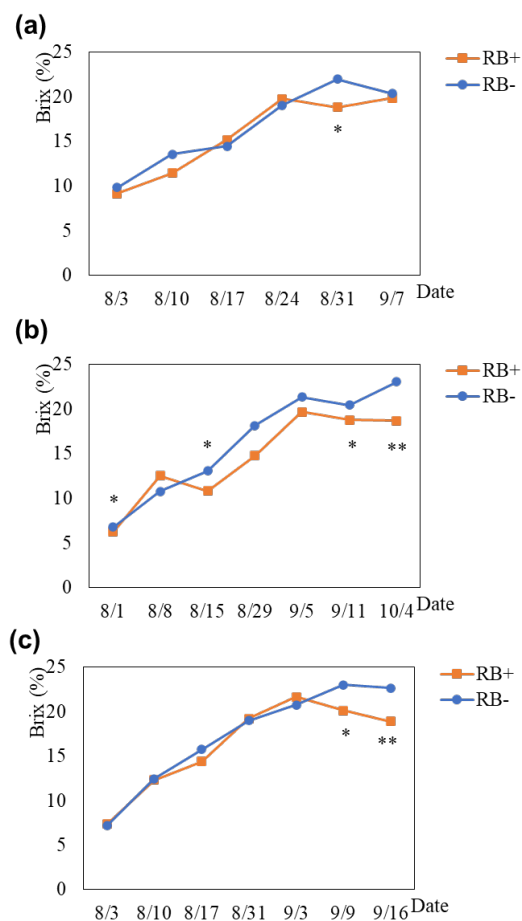 (a)
Brix (%)
25
20
15
10
5
0
8/3 8/10 8/17 8/24 8/31 9/7 Date
RB+
RB-
*
(b)
Brix (%)
25
20
15
10
5
0
8/1 8/8 8/15 8/29 9/5 9/11 10/4 Date
RB+
RB-
* * * **
(c)
Brix (%)
25
20
15
10
5
0
8/3 8/10 8/17 8/31 9/3 9/9 9/16 Date
RB+
RB-
* **